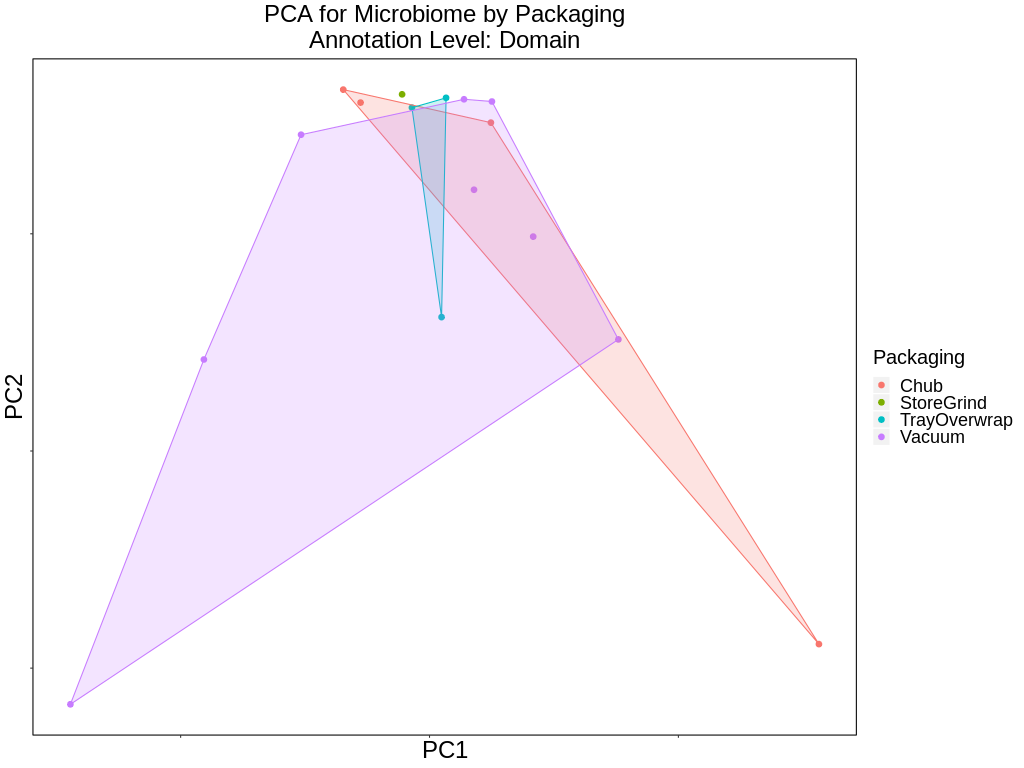 PCA for Microbiome by Packaging
Annotation Level: Domain
PC2
PC1
Packaging
Chub
StoreGrind
TrayOverwrap
Vacuum